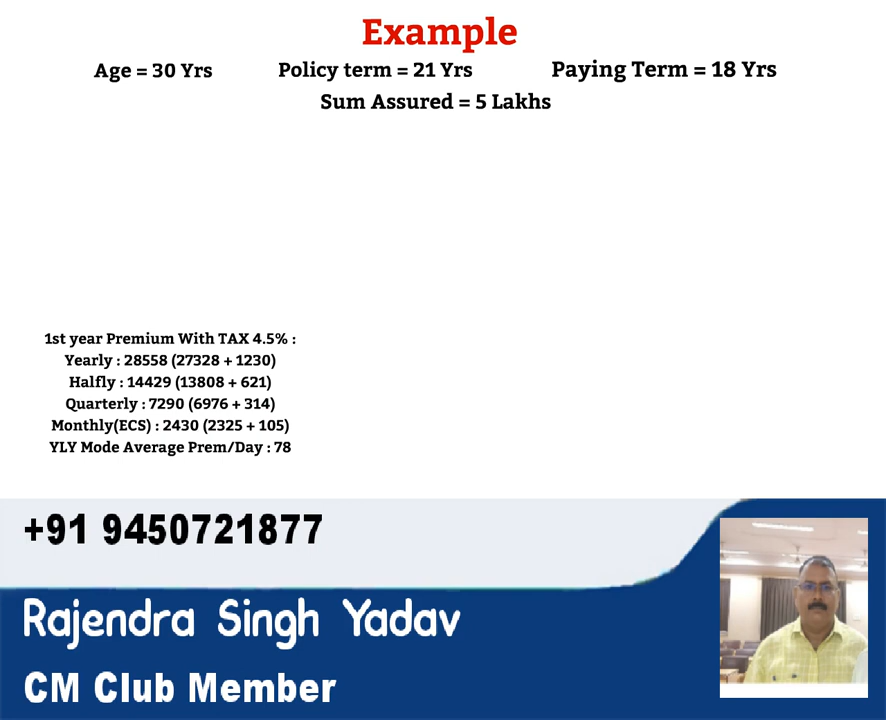 Example
Age = 30 Yrs Policy term = 21 Yrs Paying Term = 18 Yrs
Sum Assured = 5 Lakhs
1st year Premium With TAX 4.5% :
Yearly : 28558 (27328 + 1230)
Halfly : 14429 (13808 + 621)
Quarterly : 7290 (6976 + 314)
Monthly(ECS) : 2430 (2325 + 105)
YLY Mode Average Prem/Day : 78
+91 9450721877
Rajendra Singh Yadav
CM Club Member